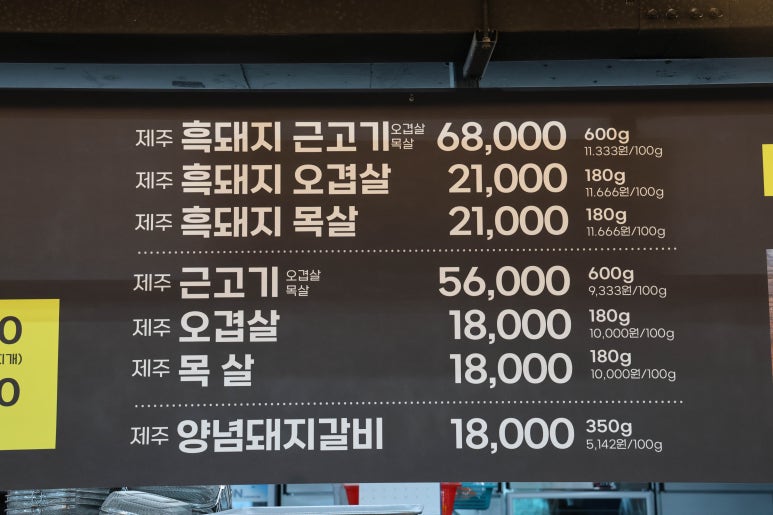 제주 흑돼지 근고기 오겹살 목살 68,000 600g 11.333원/100g
제주 흑돼지 오겹살 21,000 180g 11.666원/100g
제주 흑돼지 목살 21,000 180g 11.666원/100g
제주 근고기 오겹살 목살 56,000 600g 9,333원/100g
제주 오겹살 18,000 180g 10,000원/100g
제주 목 살 18,000 180g 10,000원/100g
제주 양념돼지갈비 18,000 350g 5,142원/100g